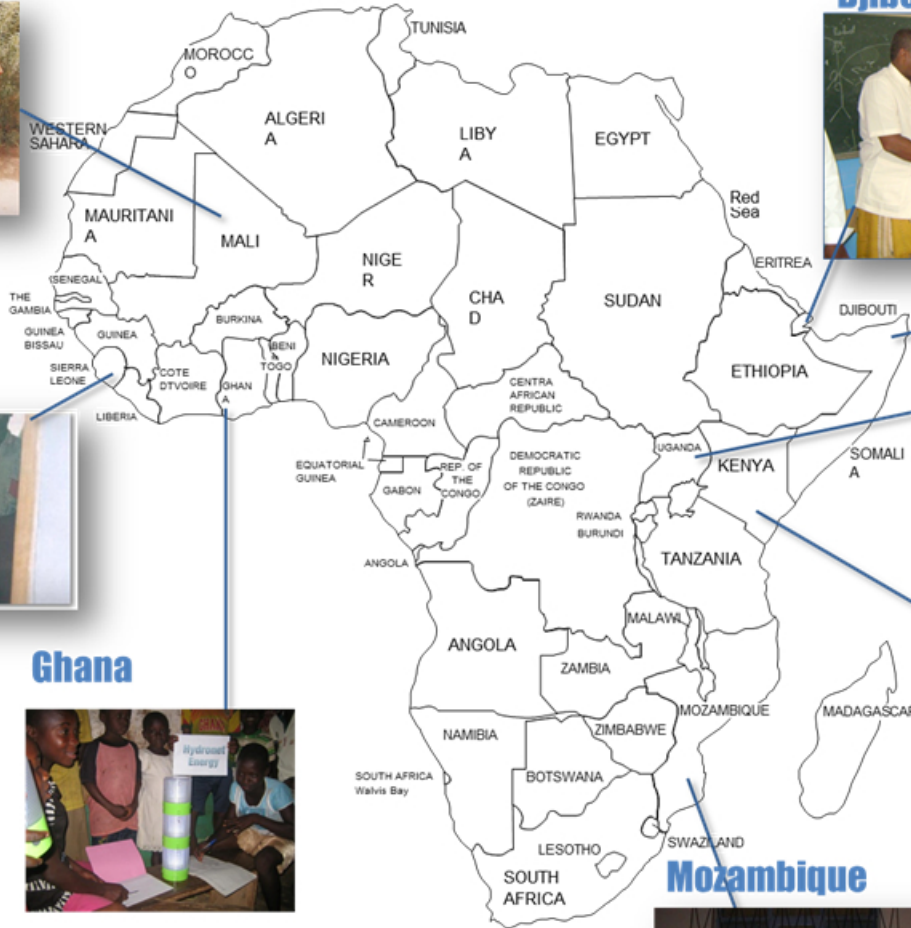 Djibo
TUNISIA
MOROCC
O
ALGERI
A
LIBY
A
EGYPT
WESTERN
SAHARA
Red
Sea
MAURITANI
A
MALI
NIGE
R
CHA
D
SUDAN
ERITREA
SENEGAL
THE
GAMBIA
GUINEA
BISSAU
GUINEA
BURKINA
BENI
N
TOGO
NIGERIA
DJIBOUTI
SIERRA
LEONE
COTE
DTVOIRE
GHAN
A
ETHIOPIA
LIBERIA
CENTRA
AFRICAN
REPUBLIC
CAMEROON
EQUATORIAL
GUINEA
GABON
REP. OF
THE
CONGO
DEMOCRATIC
REPUBLIC
OF THE CONGO
(ZAIRE)
UGANDA
KENYA
SOMALI
A
RWANDA
BURUNDI
TANZANIA
ANGOLA
ANGOLA
MALAWI
ZAMBIA
Ghana
Hydronet
Energy
NAMIBIA
ZIMBABWE
MOZAMBIQUE
MADAGASCAR
SOUTH AFRICA
Walvis Bay
BOTSWANA
LESOTHO
SWAZILAND
SOUTH
AFRICA
Mozambique